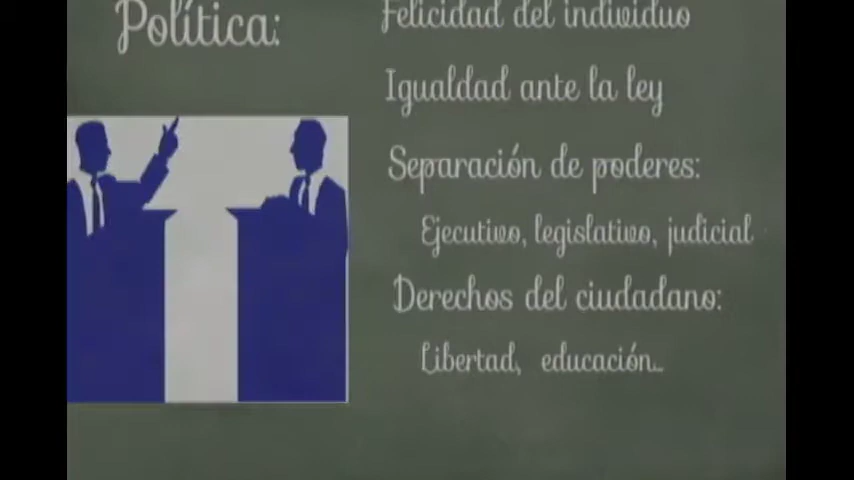 Política:
Felicidad del individuo
Igualdad ante la ley
Separación de poderes:
Ejecutivo, legislativo, judicial
Derechos del ciudadano:
Libertad, educación...